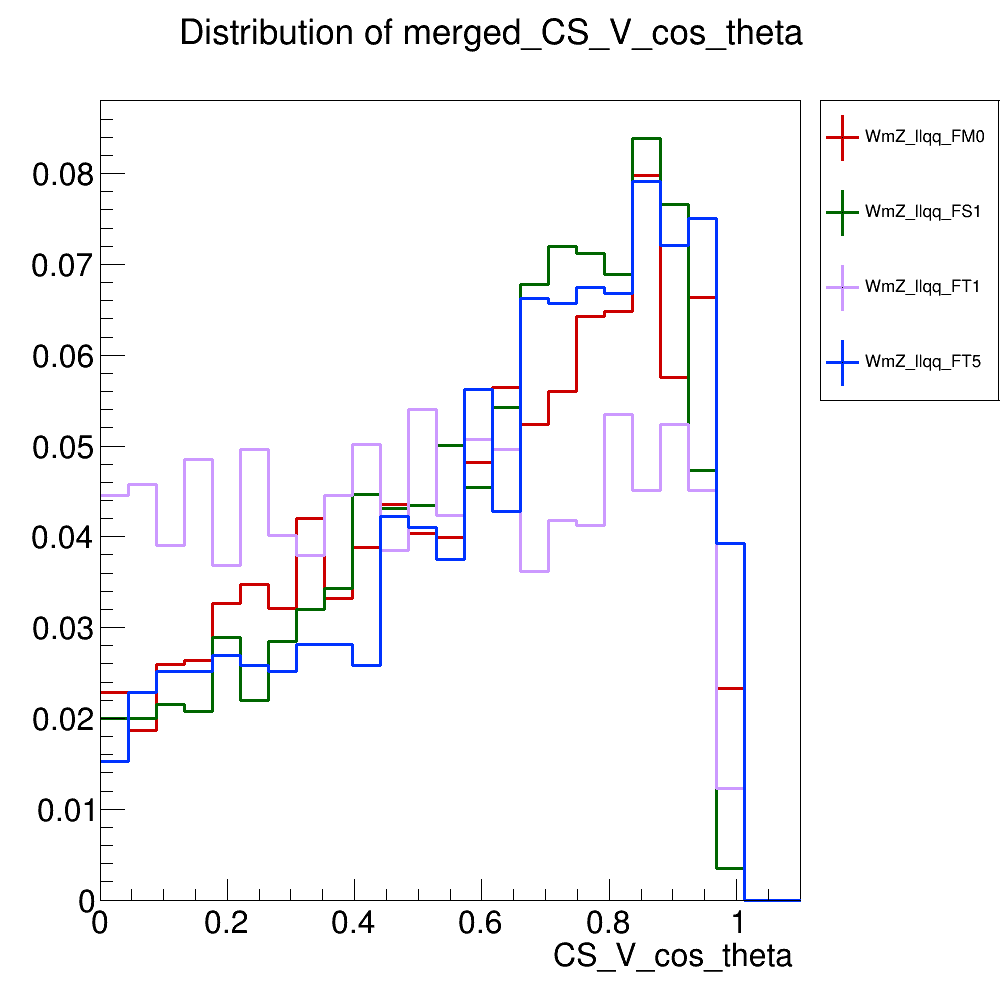 Distribution of merged_CS_V_cos_theta
WmZ_llqq_FM0
WmZ_llqq_FS1
WmZ_llqq_FT1
WmZ_llqq_FT5
0.08
0.07
0.06
0.05
0.04
0.03
0.02
0.01
0
0 0.2 0.4 0.6 0.8 1
CS_V_cos_theta